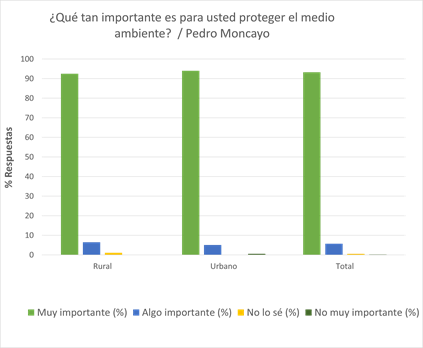 ¿Qué tan importante es para usted proteger el medio
ambiente? / Pedro Moncayo
% Respuestas
100
90
80
70
60
50
40
30
20
10
0
Rural
Urbano
Total
Muy importante (%)
Algo importante (%)
No lo sé (%)
No muy importante (%)